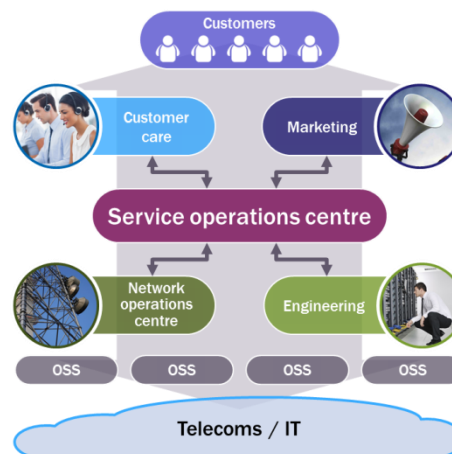 Customers
Customer
care
Marketing
Service operations centre
Network
operations
centre
Engineering
OSS
OSS
OSS
OSS
Telecoms / IT